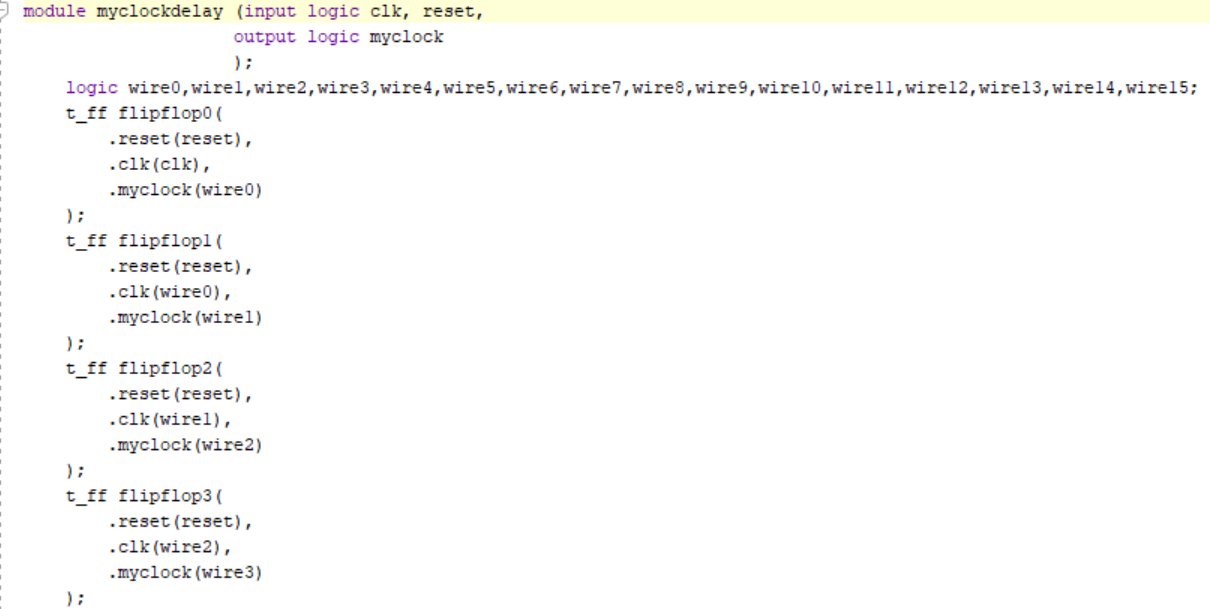 module myclockdelay (input logic clk, reset,
output logic myclock
);
logic wire0,wire1,wire2,wire3,wire4,wire5,wire6,wire7,wire8,wire9,wire10,wire11,wire12,wire13,wire14,wire15;
t_ff flipflop0(
.reset(reset),
.clk(clk),
.myclock(wire0)
);
t_ff flipflop1(
.reset(reset),
.clk(wire0),
.myclock(wire1)
);
t_ff flipflop2(
.reset(reset),
.clk(wire1),
.myclock(wire2)
);
t_ff flipflop3(
.reset(reset),
.clk(wire2),
.myclock(wire3)
);